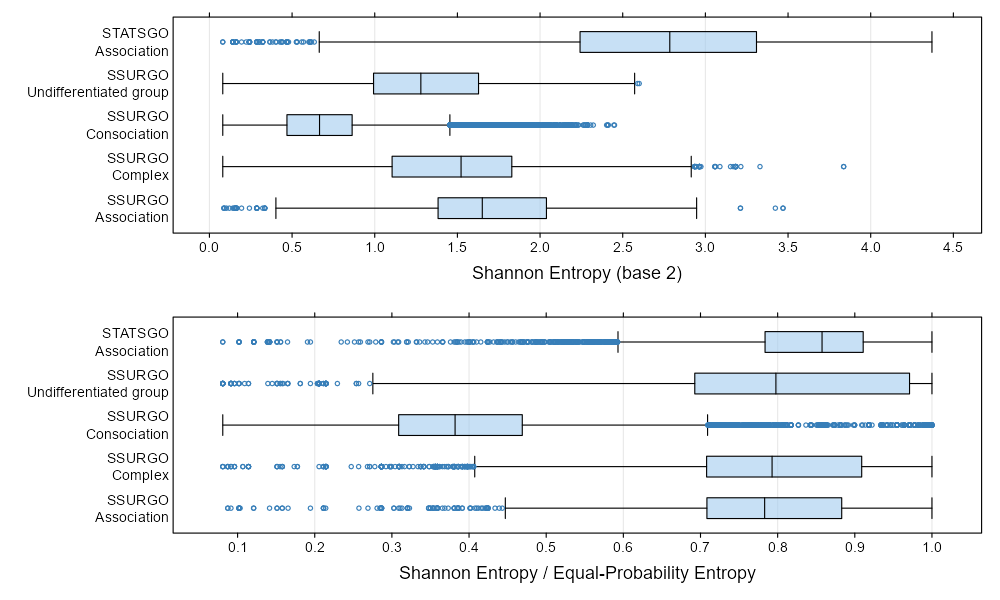 STATSGO
Association
SSURGO
Undifferentiated group
SSURGO
Consociation
SSURGO
Complex
SSURGO
Association
0.0 0.5 1.0 1.5 2.0 2.5 3.0 3.5 4.0 4.5
Shannon Entropy (base 2)
STATSGO
Association
SSURGO
Undifferentiated group
SSURGO
Consociation
SSURGO
Complex
SSURGO
Association
0.1 0.2 0.3 0.4 0.5 0.6 0.7 0.8 0.9 1.0
Shannon Entropy / Equal-Probability Entropy